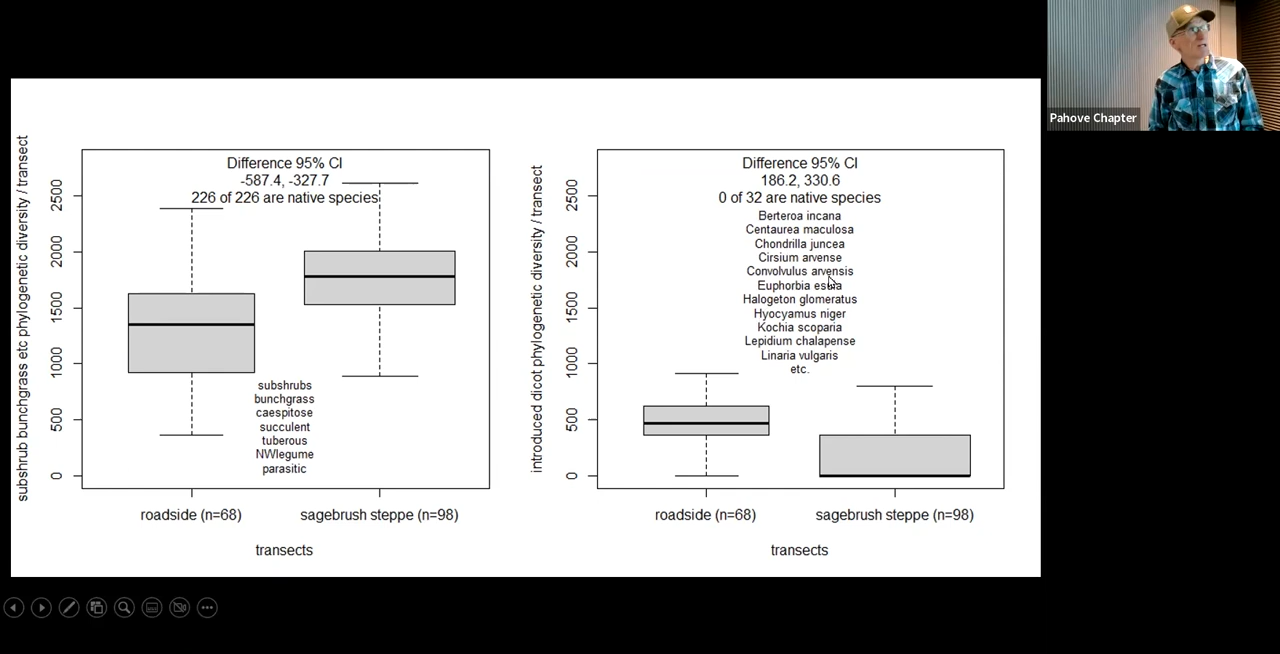 Pahove Chapter
subshrub bunchgrass etc phylogenetic diversity / transect
2500
2000
1500
1000
500
0
Difference 95% CI
-587.4, -327.7
226 of 226 are native species
subshrubs
bunchgrass
caespitose
succulent
tuberous
NWlegume
parasitic
roadside (n=68)
sagebrush steppe (n=98)
transects
introduced dicot phylogenetic diversity / transect
2500
2000
1500
1000
500
0
Difference 95% CI
186.2, 330.6
0 of 32 are native species
Berteroa incana
Centaurea maculosa
Chondrilla juncea
Cirsium arvense
Convolvulus arvensis
Euphorbia esula
Halogeton glomeratus
Hyocyamus niger
Kochia scoparia
Lepidium chalapense
Linaria vulgaris
etc.
roadside (n=68)
sagebrush steppe (n=98)
transects